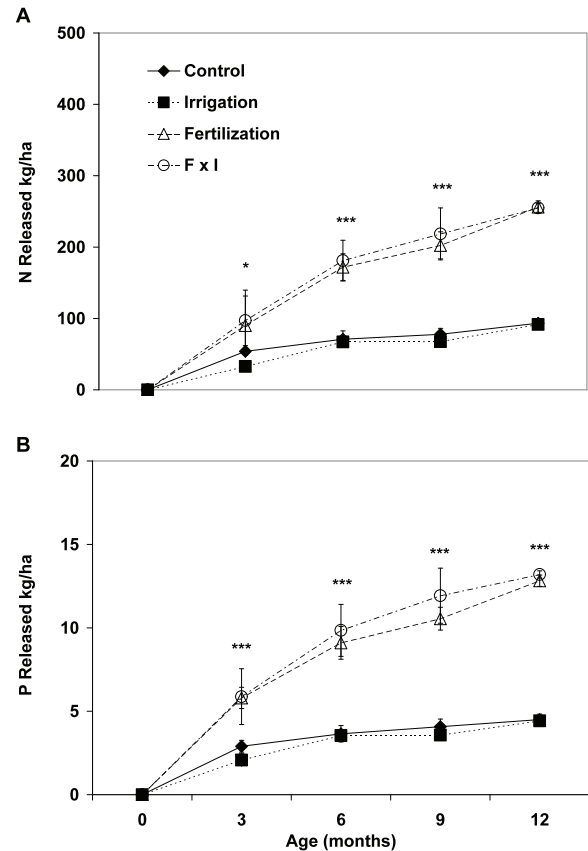 A
500
400
300
200
100
0
N Released kg/ha
Control
Irrigation
Fertilization
F x I
*
***
***
***
B
20
15
10
5
0
P Released kg/ha
***
***
***
***
0 3 6 9 12
Age (months)